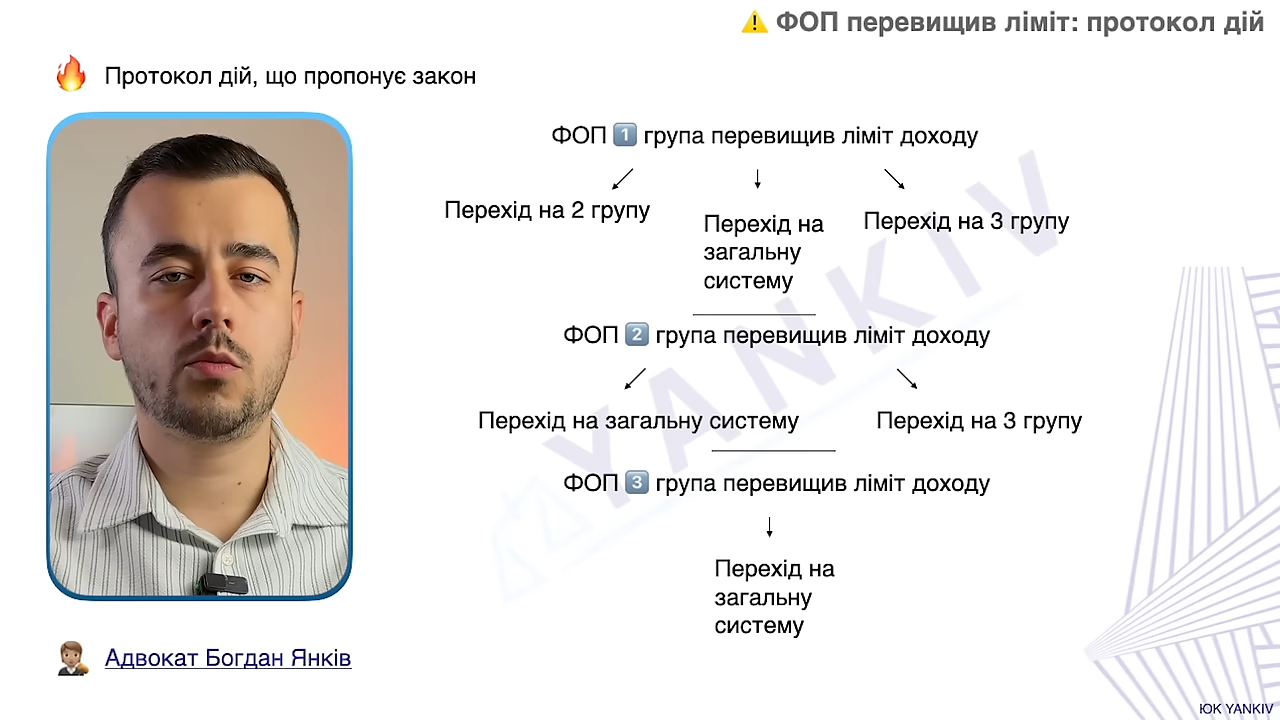 ⚠️ ФОП перевищив ліміт: протокол дій
🔥 Протокол дій, що пропонує закон
ФОП 1️⃣ група перевищив ліміт доходу
Перехід на 2 групу
Перехід на
загальну
систему
Перехід на 3 групу
ФОП 2️⃣ група перевищив ліміт доходу
Перехід на загальну систему
Перехід на 3 групу
ФОП 3️⃣ група перевищив ліміт доходу
Перехід на
загальну
систему
YANKIV
Адвокат Богдан Янків
ЮК YANKIV